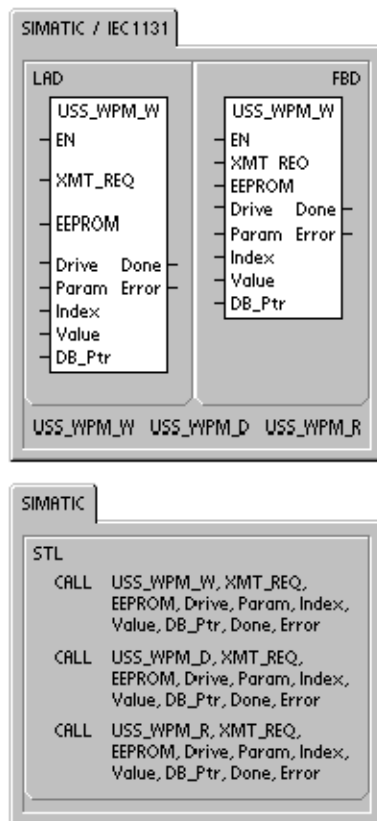 SIMATIC / IEC1131
LAD
USS_WPM_W
EN
XMT_REQ
EEPROM
Drive Done
Param Error
Index
Value
DB_Ptr
FBD
USS_WPM_W
EN
XMT REQ
EEPROM
Drive Done
Param Error
Index
Value
DB_Ptr
USS_WPM_W USS_WPM_D USS_WPM_R
SIMATIC
STL
CALL USS_WPM_W, XMT_REQ,
EEPROM, Drive, Param, Index,
Value, DB_Ptr, Done, Error
CALL USS_WPM_D, XMT_REQ,
EEPROM, Drive, Param, Index,
Value, DB_Ptr, Done, Error
CALL USS_WPM_R, XMT_REQ,
EEPROM, Drive, Param, Index,
Value, DB_Ptr, Done, Error